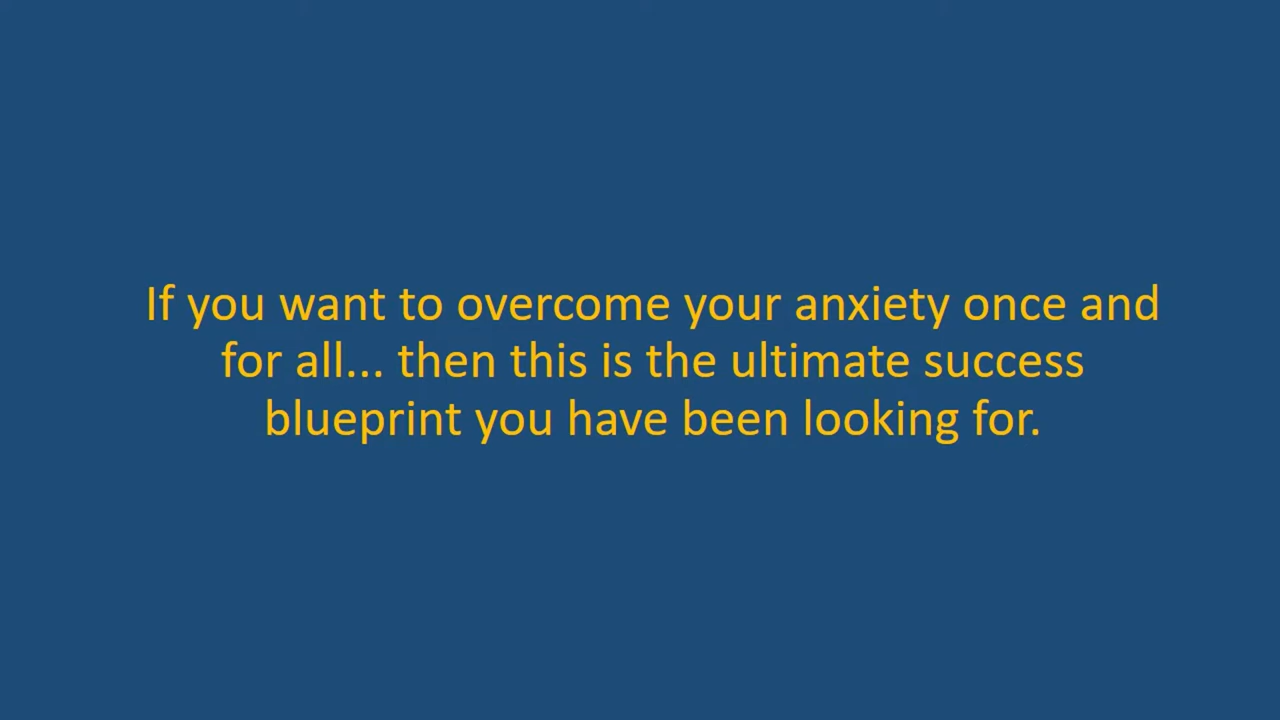 If you want to overcome your anxiety once and
for all... then this is the ultimate success
blueprint you have been looking for.